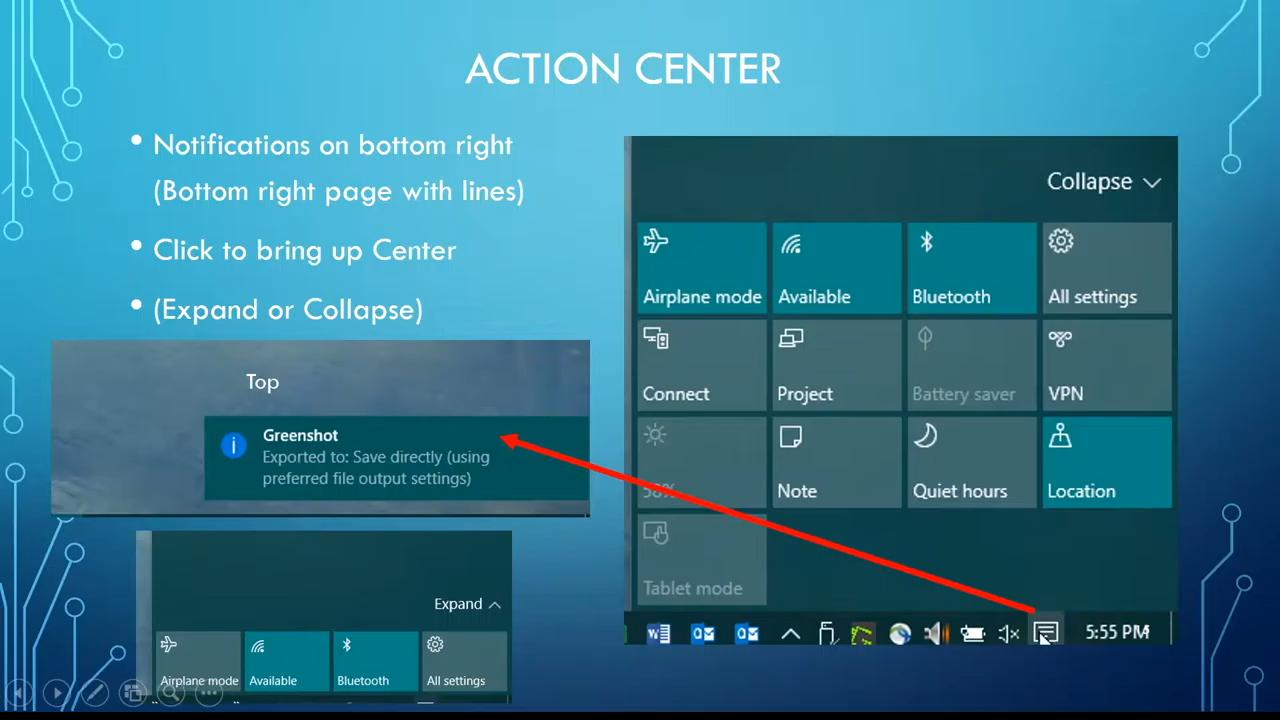 ACTION CENTER
• Notifications on bottom right
(Bottom right page with lines)
• Click to bring up Center
• (Expand or Collapse)
Top
Greenshot
Exported to: Save directly (using
preferred file output settings)
Expand
Airplane mode
Available
Bluetooth
All settings
Collapse
Airplane mode
Available
Bluetooth
All settings
Connect
Project
Battery saver
VPN
58%
Note
Quiet hours
Location
Tablet mode
5:55 PM